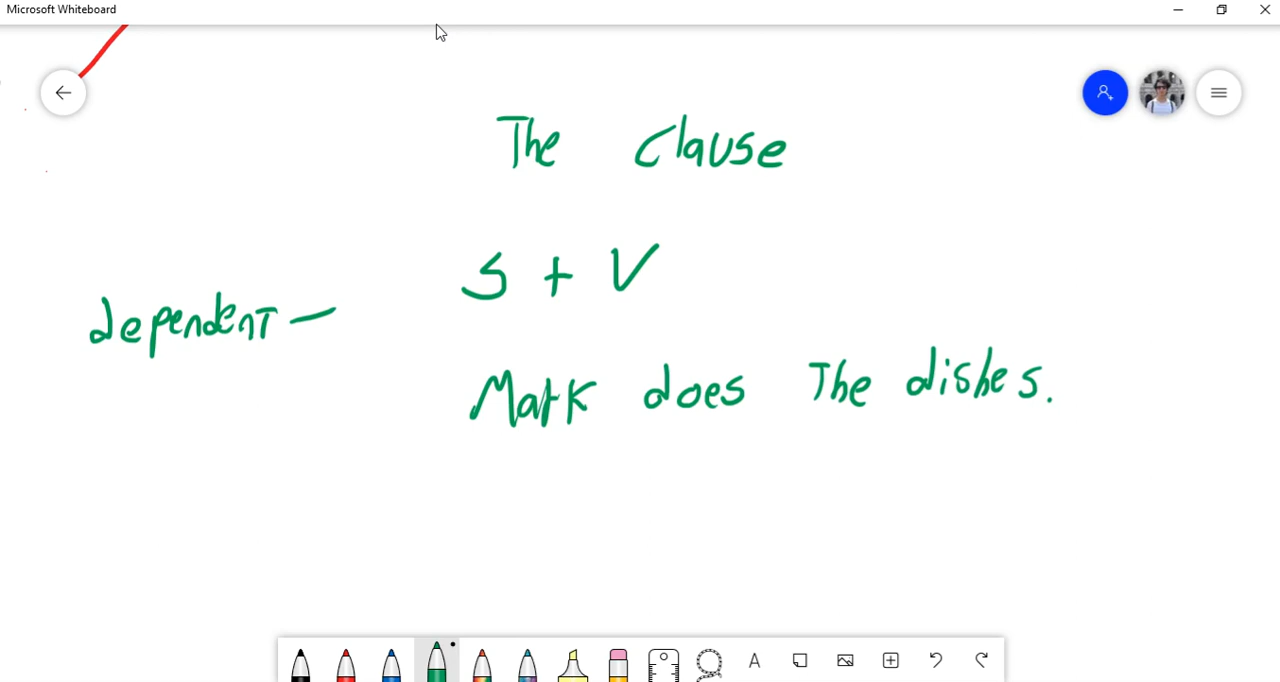 Microsoft Whiteboard
The Clause
S + V
dependent -
Mark does The dishes.
A